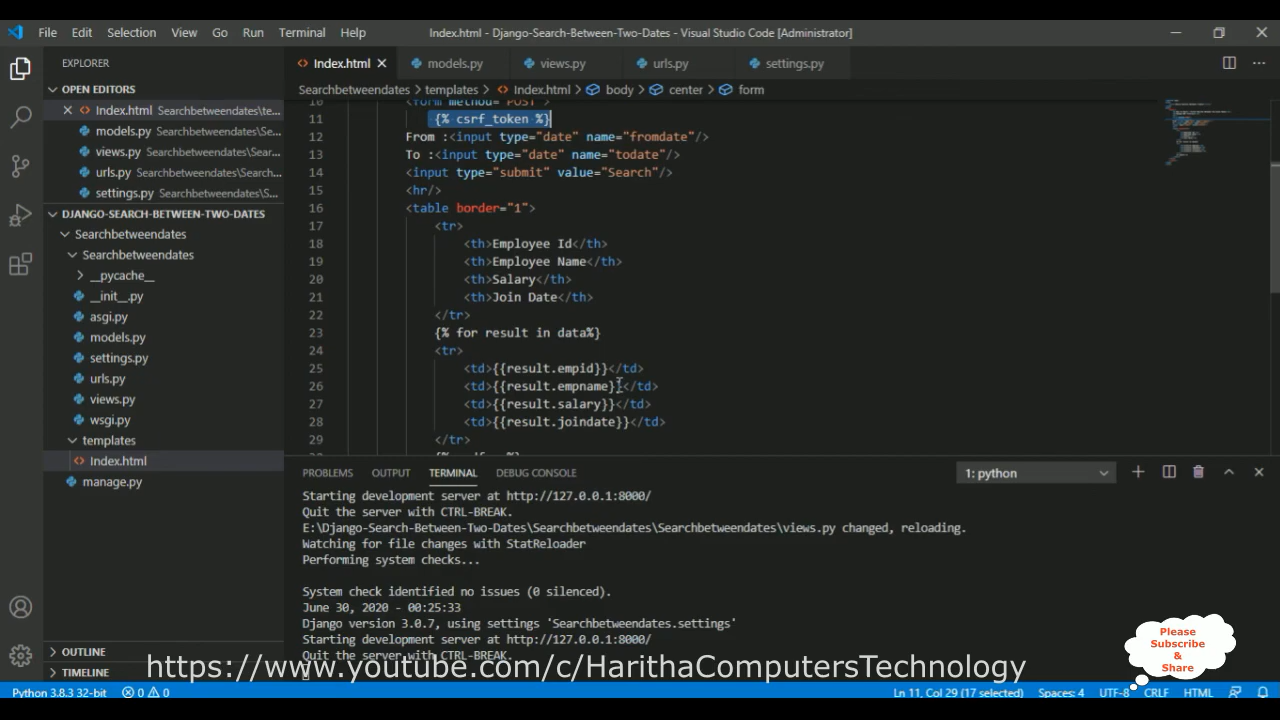 File Edit Selection View Go Run Terminal Help Index.html - Django-Search-Between-Two-Dates - Visual Studio Code [Administrator]
EXPLORER
Index.html
models.py
views.py
urls.py
settings.py
OPEN EDITORS
Searchbetweendates > templates > Index.html > body > center > form
Index.html Searchbetweendates\te...
models.py Searchbetweendates\...
views.py Searchbetweendates\...
urls.py Searchbetweendates\...
settings.py Searchbetweendates\S...
DJANGO-SEARCH-BETWEEN-TWO-DATES
Searchbetweendates
Searchbetweendates
__pycache__
__init__.py
asgi.py
models.py
settings.py
urls.py
views.py
wsgi.py
templates
Index.html
manage.py
OUTLINE
TIMELINE
10 <form method="POST">
11 {% csrf_token %}
12 From :<input type="date" name="fromdate"/>
13 To :<input type="date" name="todate"/>
14 <input type="submit" value="Search"/>
15 <hr/>
16 <table border="1">
17 <tr>
18 <th>Employee Id</th>
19 <th>Employee Name</th>
20 <th>Salary</th>
21 <th>Join Date</th>
22 </tr>
23 {% for result in data%}
24 <tr>
25 <td>{{result.empid}}</td>
26 <td>{{result.empname}}</td>
27 <td>{{result.salary}}</td>
28 <td>{{result.joindate}}</td>
29 </tr>
PROBLEMS OUTPUT TERMINAL DEBUG CONSOLE 1: python
Starting development server at http://127.0.0.1:8000/
Quit the server with CTRL-BREAK.
E:\Django-Search-Between-Two-Dates\Searchbetweendates\Searchbetweendates\views.py changed, reloading.
Watching for file changes with StatReloader
Performing system checks...
System check identified no issues (0 silenced).
June 30, 2020 - 00:25:33
Django version 3.0.7, using settings 'Searchbetweendates.settings'
Starting development server at http://127.0.0.1:8000/
Quit the server with CTRL-BREAK.
https://www.youtube.com/c/HarithaComputersTechnology
Please
Subscribe
&
Share
Python 3.8.3 32-bit 0 0 Ln 11, Col 29 (17 selected) Spaces: 4 UTF-8 CRLF HTML